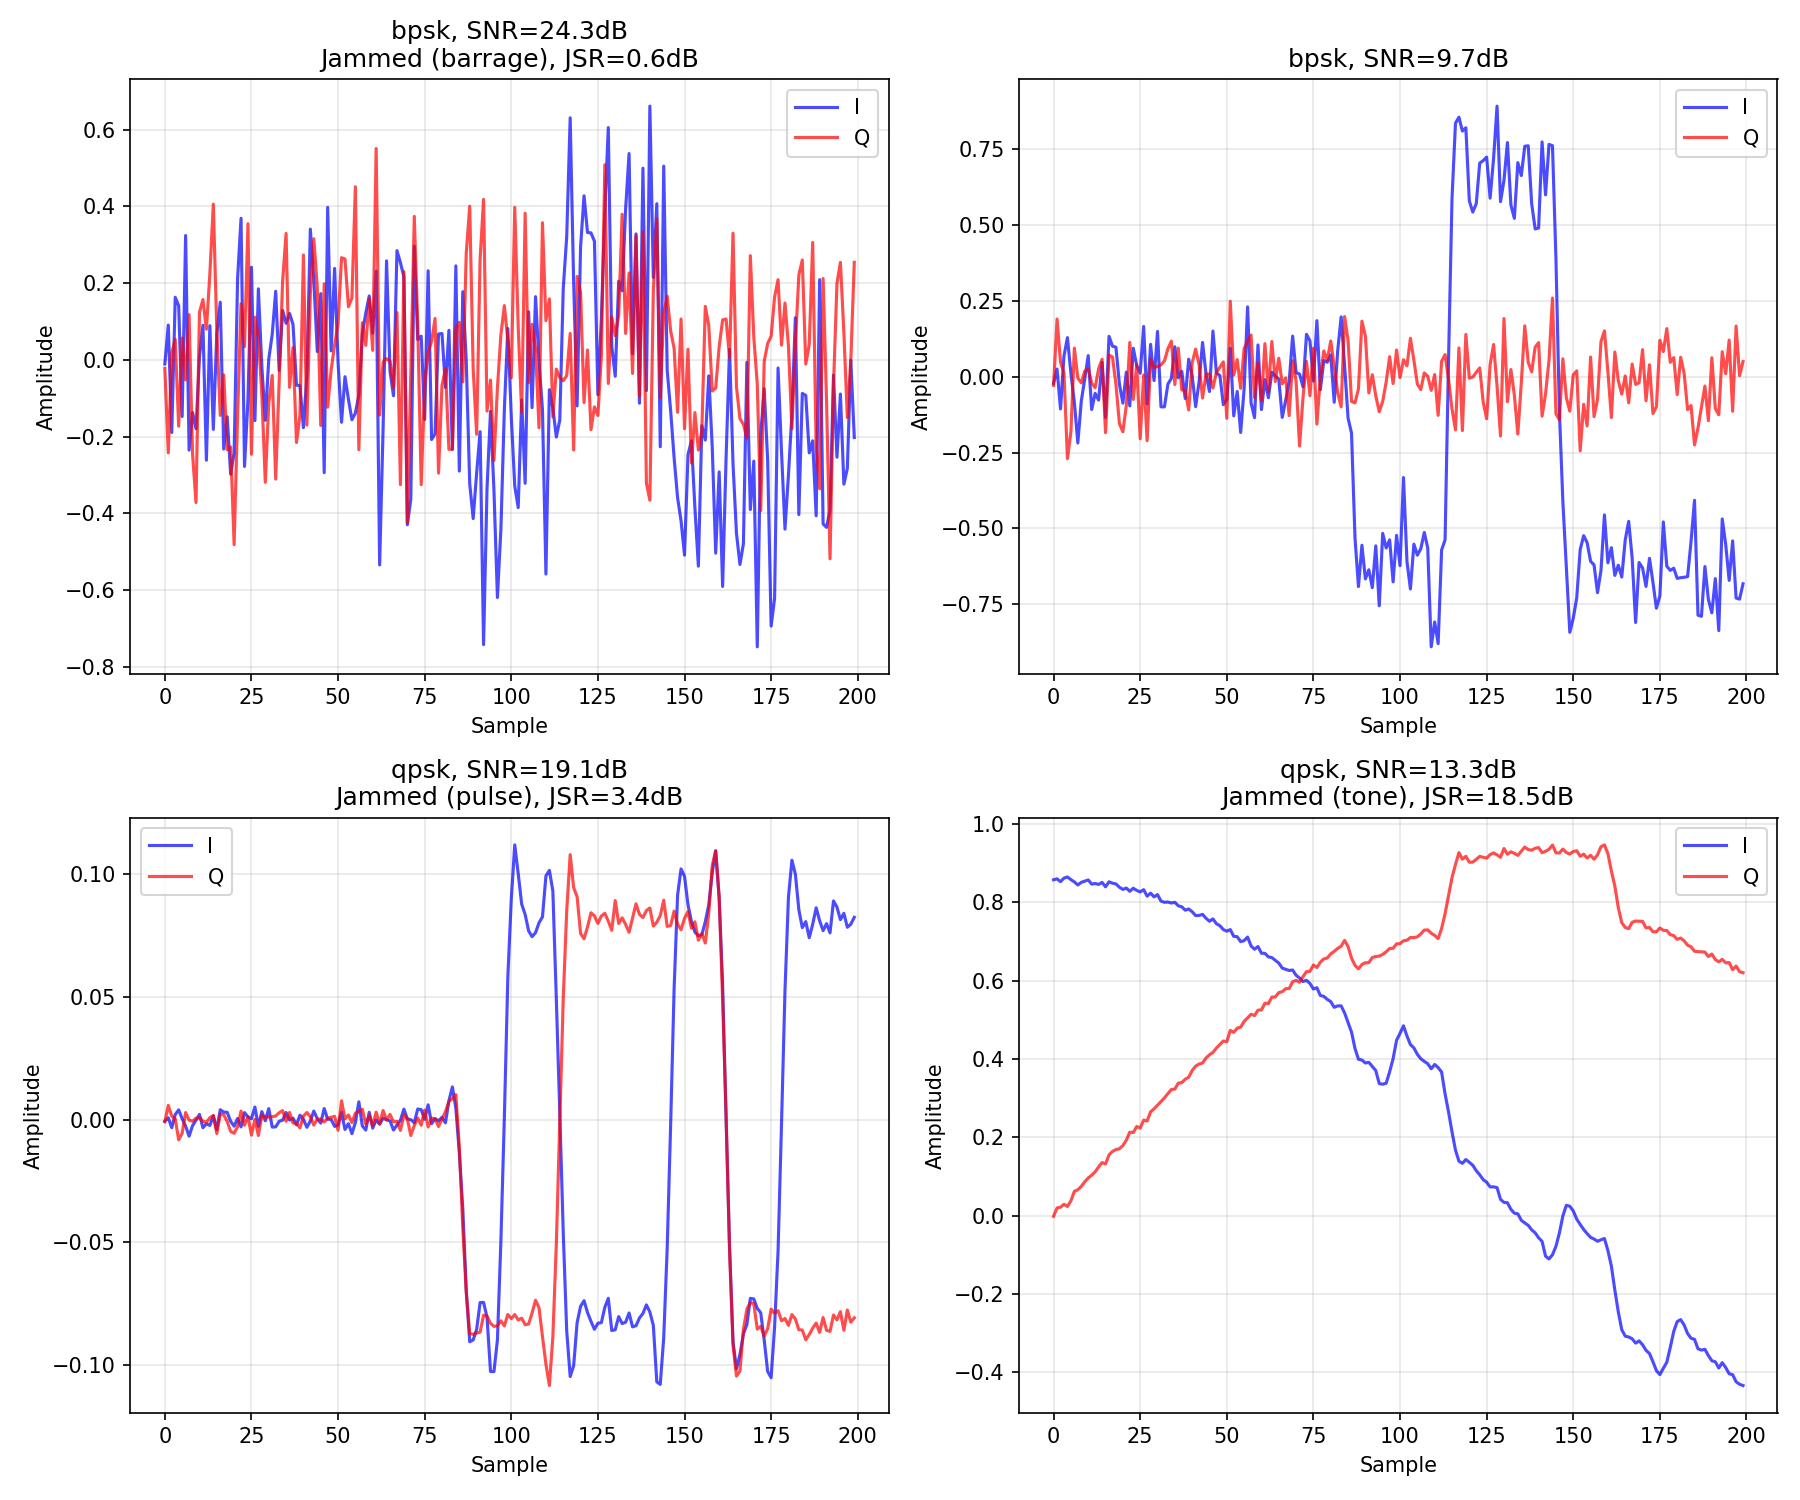 bpsk, SNR=24.3dB
Jammed (barrage), JSR=0.6dB
I
Q
0.6
0.4
0.2
0.0
−0.2
−0.4
−0.6
−0.8
Amplitude
0 25 50 75 100 125 150 175 200
Sample
bpsk, SNR=9.7dB
I
Q
0.75
0.50
0.25
0.00
−0.25
−0.50
−0.75
Amplitude
0 25 50 75 100 125 150 175 200
Sample
qpsk, SNR=19.1dB
Jammed (pulse), JSR=3.4dB
I
Q
0.10
0.05
0.00
−0.05
−0.10
Amplitude
0 25 50 75 100 125 150 175 200
Sample
qpsk, SNR=13.3dB
Jammed (tone), JSR=18.5dB
I
Q
1.0
0.8
0.6
0.4
0.2
0.0
−0.2
−0.4
Amplitude
0 25 50 75 100 125 150 175 200
Sample